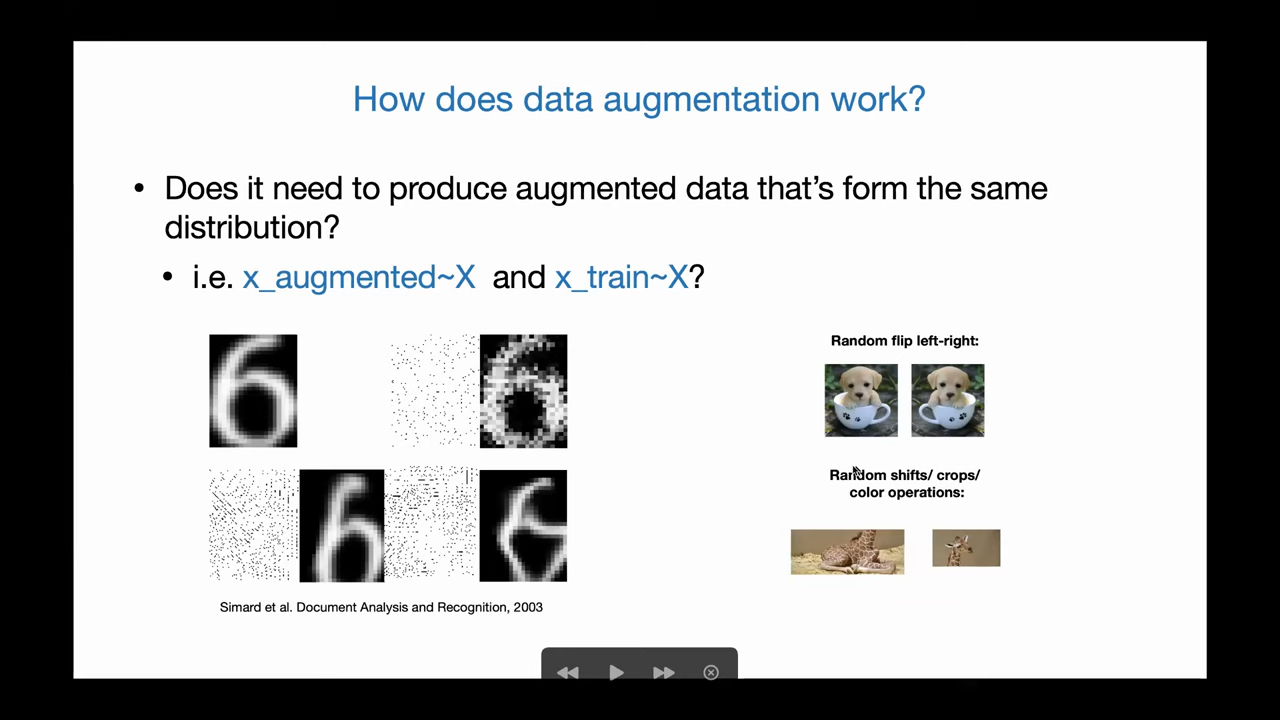 How does data augmentation work?
• Does it need to produce augmented data that's form the same
distribution?
• i.e. x_augmented~X and x_train~X?
Random flip left-right:
Random shifts/ crops/
color operations:
Simard et al. Document Analysis and Recognition, 2003